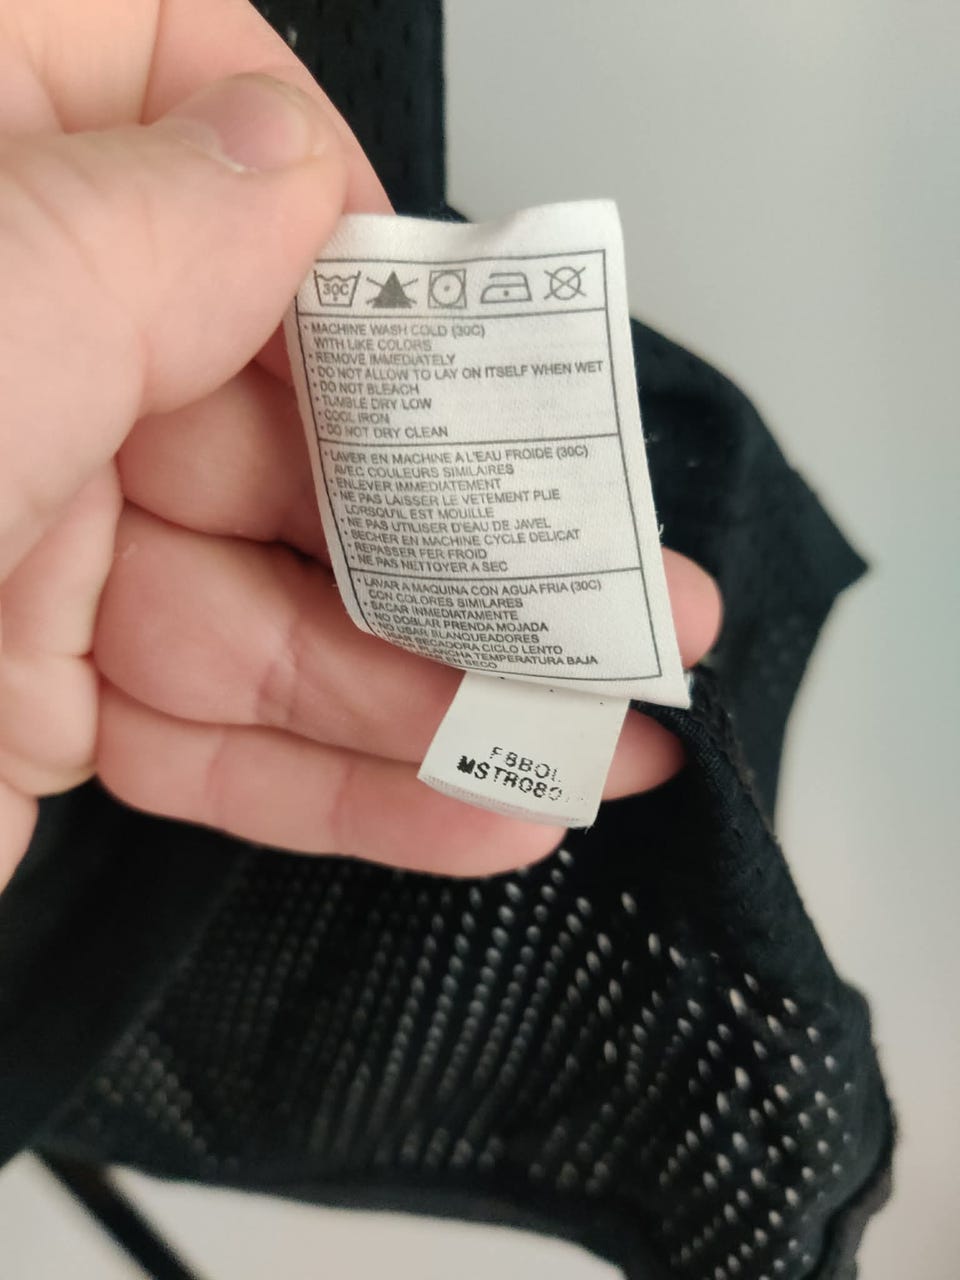 30C
• MACHINE WASH COLD (30C)
WITH LIKE COLORS
• REMOVE IMMEDIATELY
• DO NOT ALLOW TO LAY ON ITSELF WHEN WET
• DO NOT BLEACH
• TUMBLE DRY LOW
• COOL IRON
• DO NOT DRY CLEAN
• LAVER EN MACHINE A L'EAU FROIDE (30C)
AVEC COULEURS SIMILAIRES
• ENLEVER IMMEDIATEMENT
• NE PAS LAISSER LE VETEMENT PLIE
LORSQU'IL EST MOUILLE
• NE PAS UTILISER D'EAU DE JAVEL
• SECHER EN MACHINE CYCLE DELICAT
• REPASSER FER FROID
• NE PAS NETTOYER A SEC
• LAVAR A MAQUINA CON AGUA FRIA (30C)
CON COLORES SIMILARES
• SACAR INMEDIATAMENTE
• NO DOBLAR PRENDA MOJADA
• NO USAR BLANQUEADORES
• USAR SECADORA CICLO LENTO
PLANCHA TEMPERATURA BAJA
EN SECO